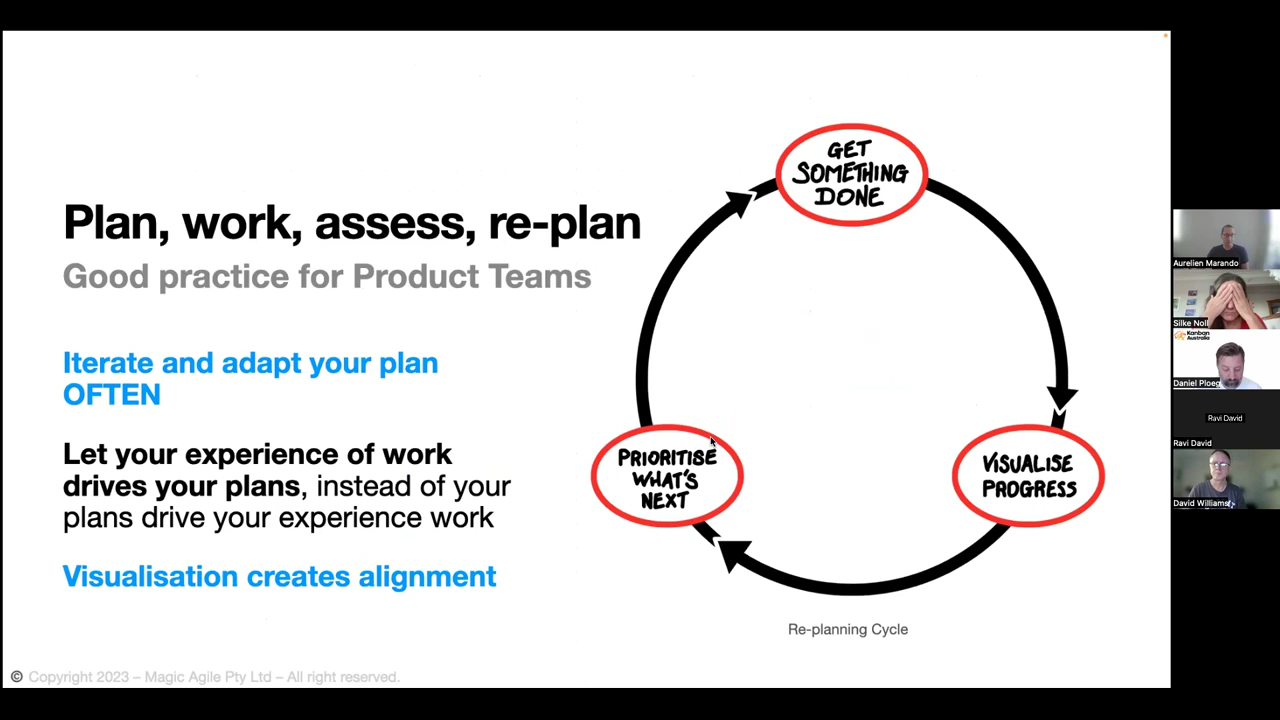 Plan, work, assess, re-plan
Good practice for Product Teams
Iterate and adapt your plan
OFTEN
Let your experience of work
drives your plans, instead of your
plans drive your experience work
Visualisation creates alignment
GET
SOMETHING
DONE
VISUALISE
PROGRESS
PRIORITISE
WHAT'S
NEXT
Re-planning Cycle
© Copyright 2023 – Magic Agile Pty Ltd – All right reserved.
Aurelien Marando
Silke Noll
Kanban
Australia
Daniel Ploeg
Ravi David
Ravi David
David Williams